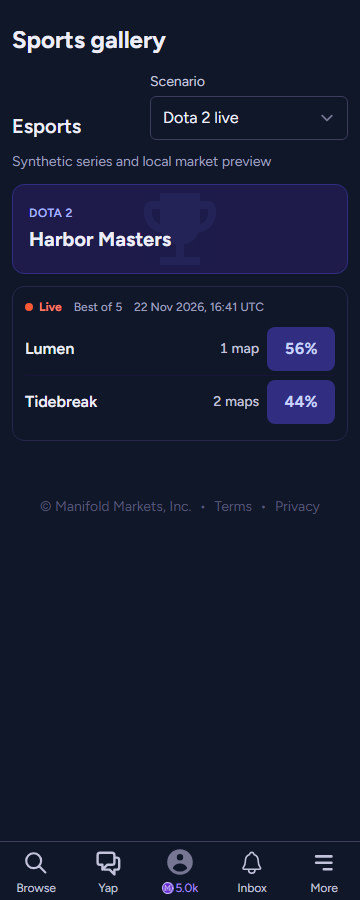 Sports gallery
Scenario
Esports
Dota 2 live
Synthetic series and local market preview
DOTA 2
Harbor Masters
Live Best of 5 22 Nov 2026, 16:41 UTC
Lumen 1 map 56%
Tidebreak 2 maps 44%
© Manifold Markets, Inc. • Terms • Privacy
Browse Yap M 5.0k Inbox More